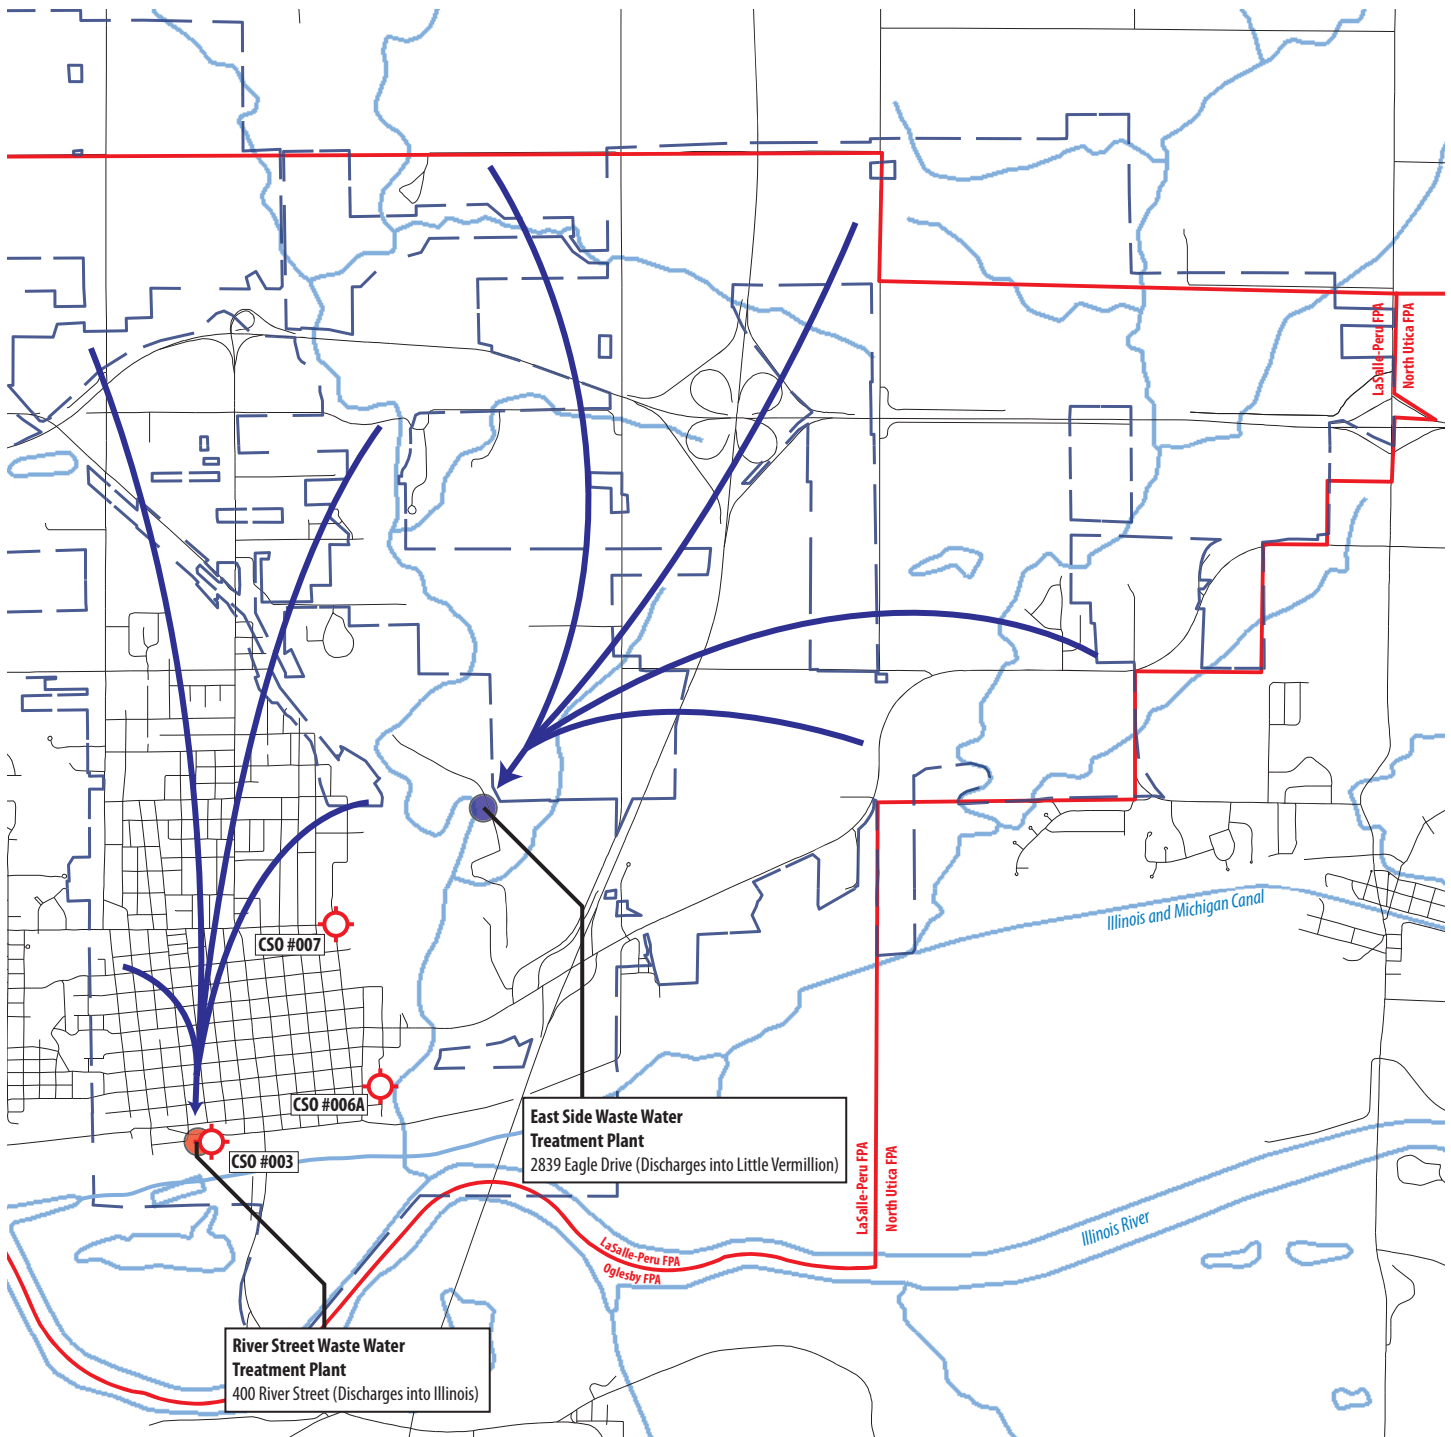 LaSalle-Peru FPA
North Utica FPA
Illinois and Michigan Canal
CSO #007
CSO #006A
CSO #003
East Side Waste Water
Treatment Plant
2839 Eagle Drive (Discharges into Little Vermillion)
LaSalle-Peru FPA
North Utica FPA
Illinois River
LaSalle-Peru FPA
Oglesby FPA
River Street Waste Water
Treatment Plant
400 River Street (Discharges into Illinois)